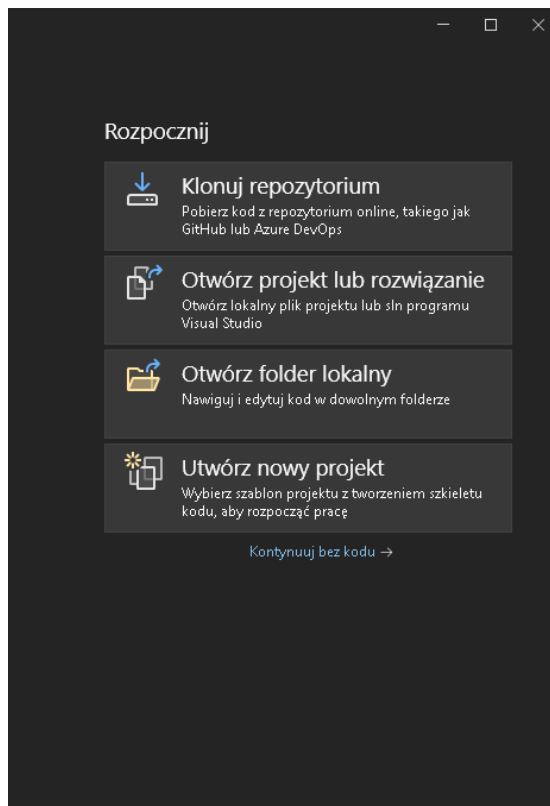 Rozpocznij
Klonuj repozytorium
Pobierz kod z repozytorium online, takiego jak
GitHub lub Azure DevOps
Otwórz projekt lub rozwiązanie
Otwórz lokalny plik projektu lub sln programu
Visual Studio
Otwórz folder lokalny
Nawiguj i edytuj kod w dowolnym folderze
Utwórz nowy projekt
Wybierz szablon projektu z tworzeniem szkieletu
kodu, aby rozpocząć pracę
Kontynuuj bez kodu →